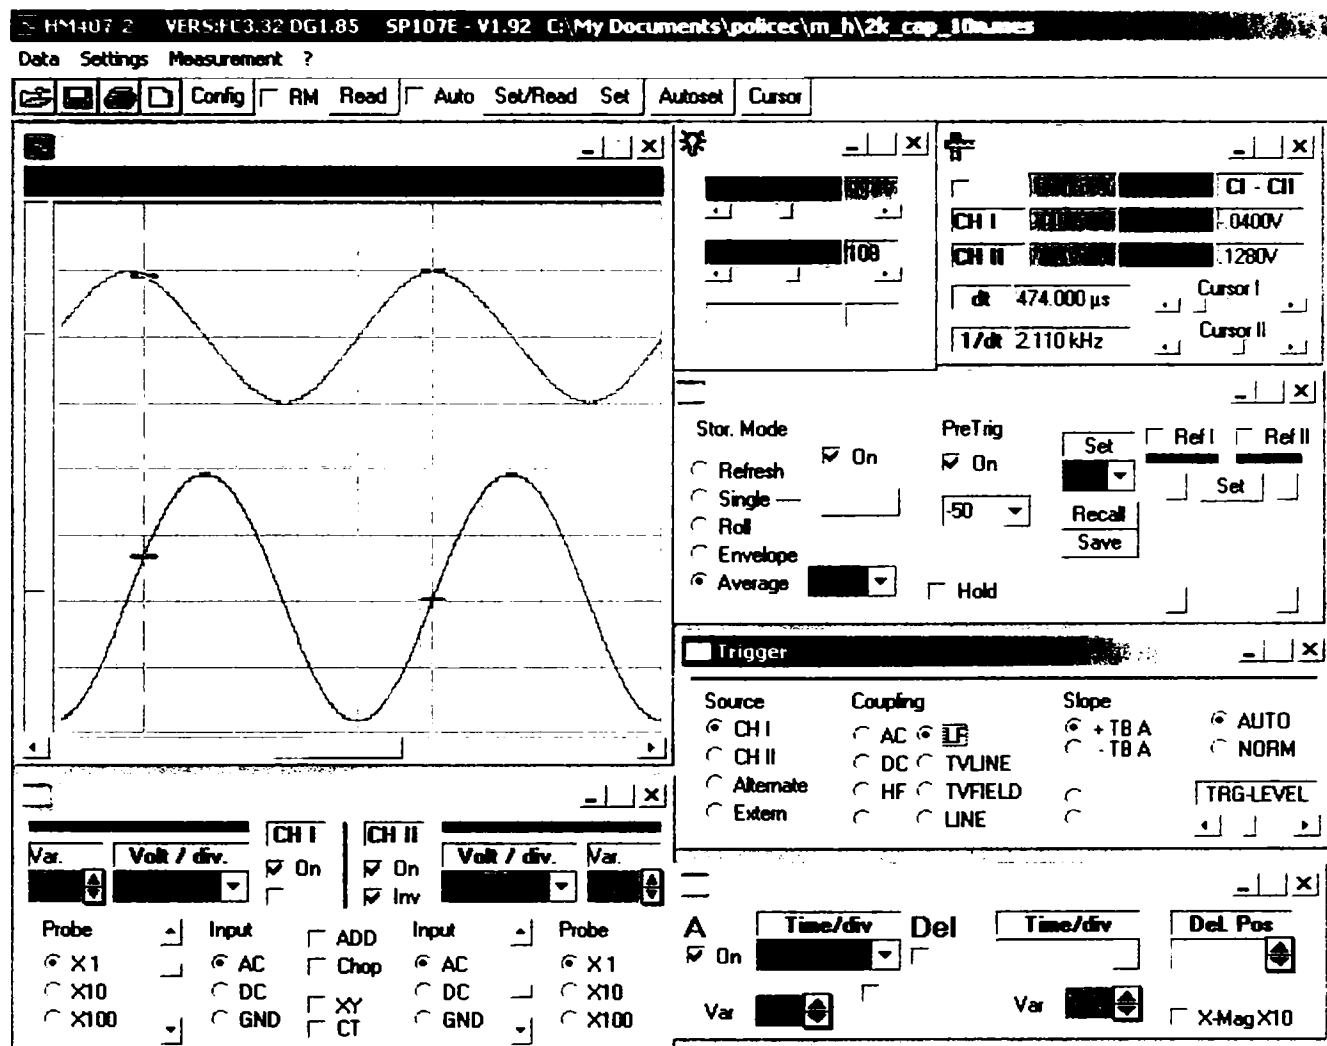 HM407-2 VERS:FC3.32 DG1.85 SP107E - V1.92 C:\My Documents\policec\m_h\2k_cap_10n.mes
Data Settings Measurement ?
Config RM Read Auto Set/Read Set Autoset Cursor
CI - CII
CH I -.0400V
108
CH II .1280V
dt 474.000 µs Cursor I
1/dt 2.110 kHz Cursor II
Stor. Mode PreTrig
Set Ref I Ref II
On On
Refresh
Single Set
-50
Roll Recall
Envelope Save
Average Hold
Trigger
Source Coupling Slope
CH I AC LF + TB A AUTO
CH II DC TVLINE - TB A NORM
Alternate HF TVFIELD TRG-LEVEL
Extern LINE
CH I CH II
Var. Volt / div. On On Volt / div. Var.
Inv
Probe Input ADD Input Probe
X1 AC Chop AC X1
X10 DC XY DC X10
X100 GND CT GND X100
A Time/div Del Time/div Del. Pos
On
Var Var X-Mag X10